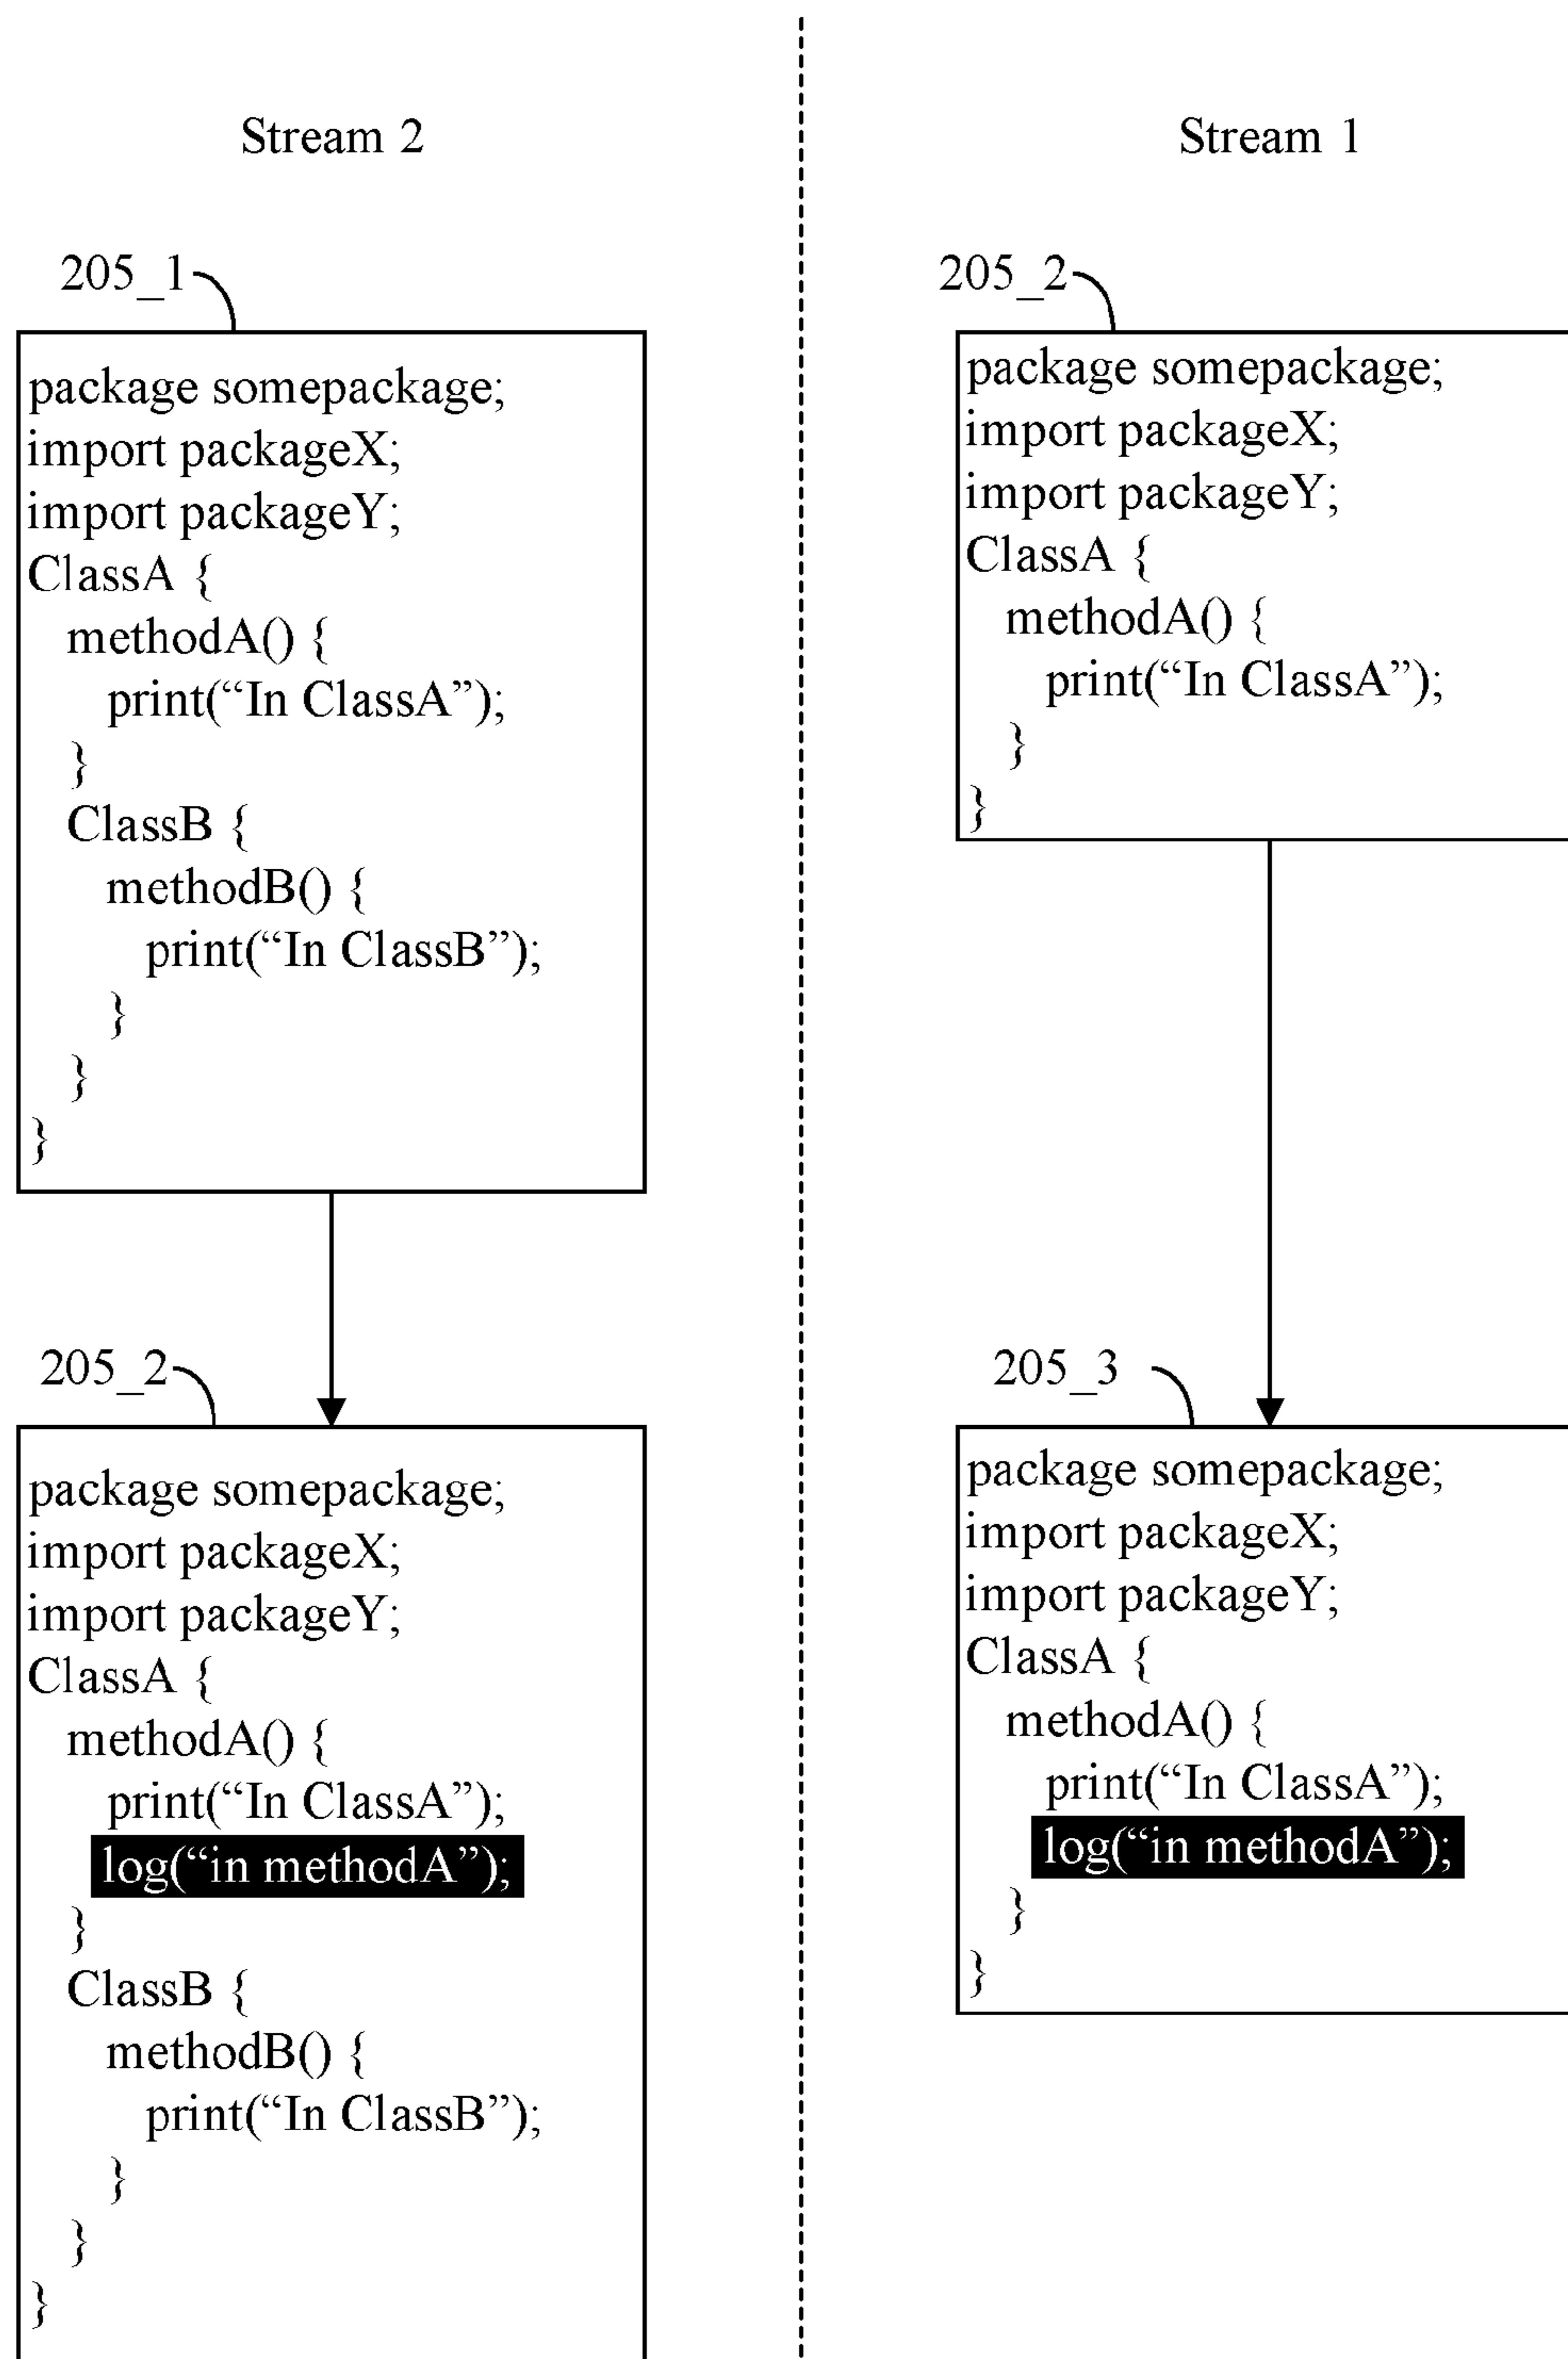 Stream 2
205_1
package somepackage;
import packageX;
import packageY;
ClassA {
methodA() {
print(“In ClassA”);
}
ClassB {
methodB() {
print(“In ClassB”);
}
}
}
205_2
package somepackage;
import packageX;
import packageY;
ClassA {
methodA() {
print(“In ClassA”);
log(“in methodA”);
}
ClassB {
methodB() {
print(“In ClassB”);
}
}
}
Stream 1
205_2
package somepackage;
import packageX;
import packageY;
ClassA {
methodA() {
print(“In ClassA”);
}
}
205_3
package somepackage;
import packageX;
import packageY;
ClassA {
methodA() {
print(“In ClassA”);
log(“in methodA”);
}
}